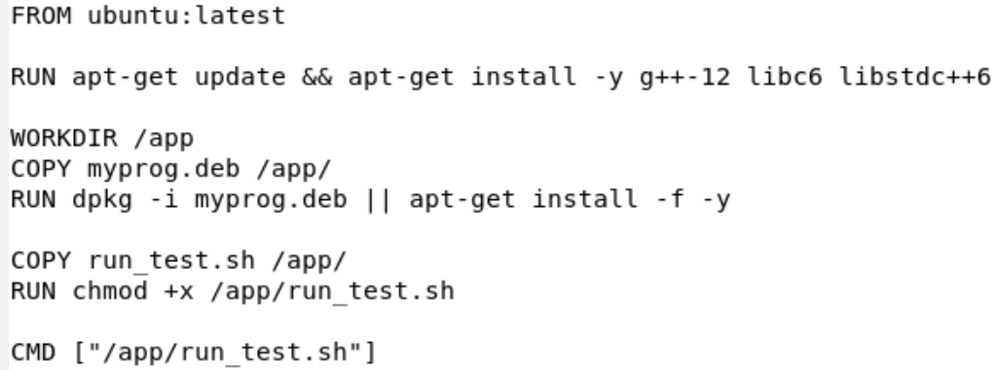 FROM ubuntu:latest
RUN apt-get update && apt-get install -y g++-12 libc6 libstdc++6
WORKDIR /app
COPY myprog.deb /app/
RUN dpkg -i myprog.deb || apt-get install -f -y
COPY run_test.sh /app/
RUN chmod +x /app/run_test.sh
CMD ["/app/run_test.sh"]